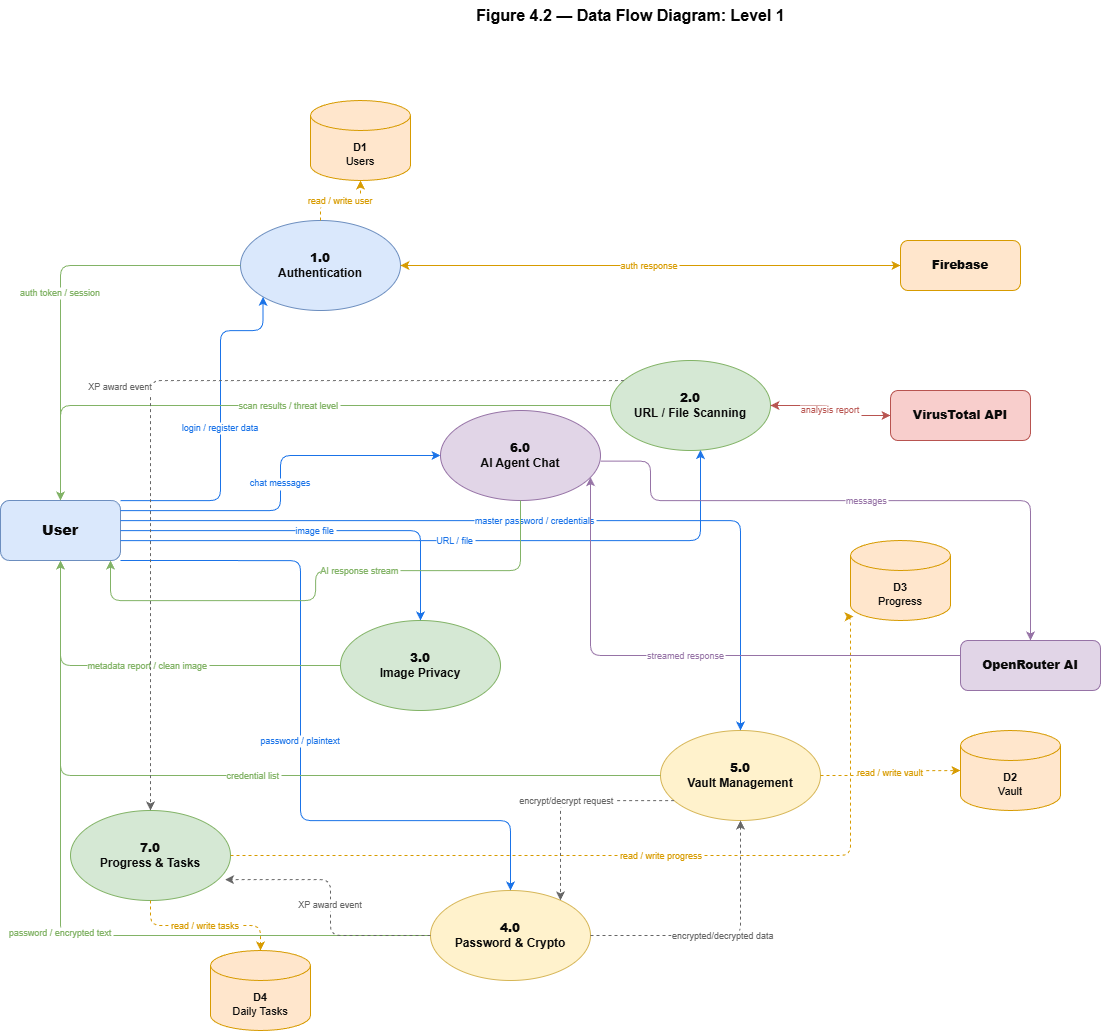 Figure 4.2 — Data Flow Diagram: Level 1
D1
Users
read / write user
1.0
Authentication
auth response
Firebase
auth token / session
XP award event
2.0
URL / File Scanning
scan results / threat level
analysis report
VirusTotal API
login / register data
6.0
AI Agent Chat
chat messages
messages
User
master password / credentials
image file
URL / file
AI response stream
D3
Progress
3.0
Image Privacy
metadata report / clean image
streamed response
OpenRouter AI
password / plaintext
5.0
Vault Management
credential list
read / write vault
D2
Vault
encrypt/decrypt request
7.0
Progress & Tasks
read / write progress
XP award event
4.0
Password & Crypto
read / write tasks
password / encrypted text
encrypted/decrypted data
D4
Daily Tasks